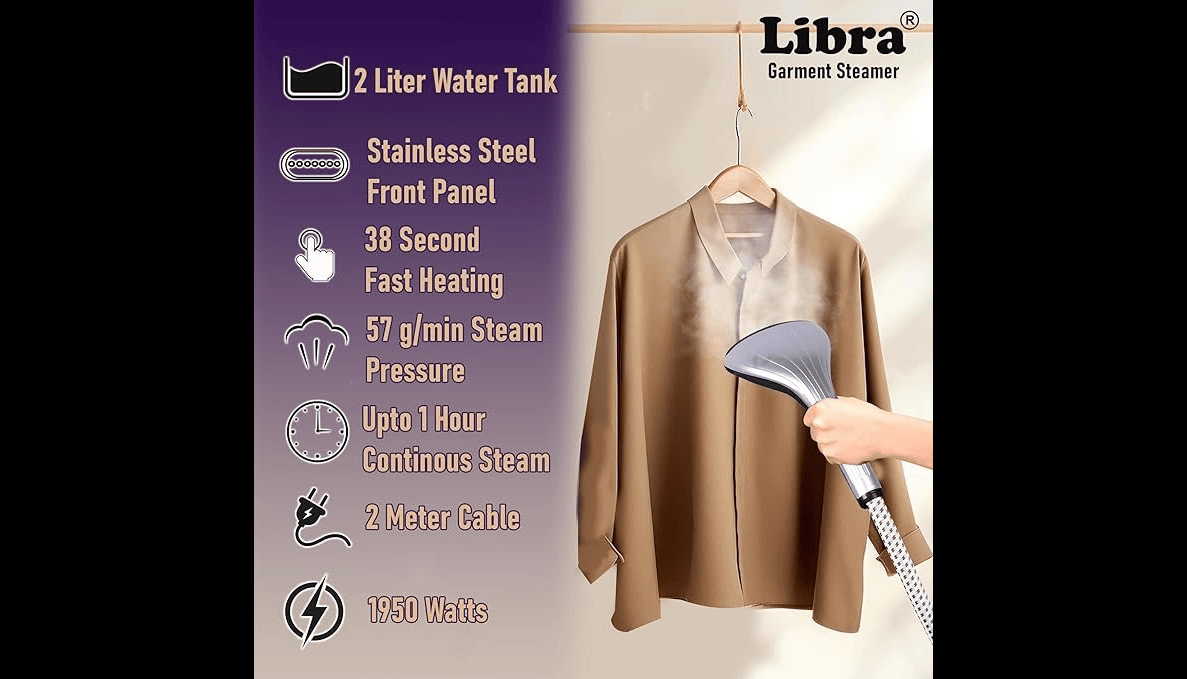 Libra®
Garment Steamer
2 Liter Water Tank
Stainless Steel
Front Panel
38 Second
Fast Heating
57 g/min Steam
Pressure
Upto 1 Hour
Continous Steam
2 Meter Cable
1950 Watts